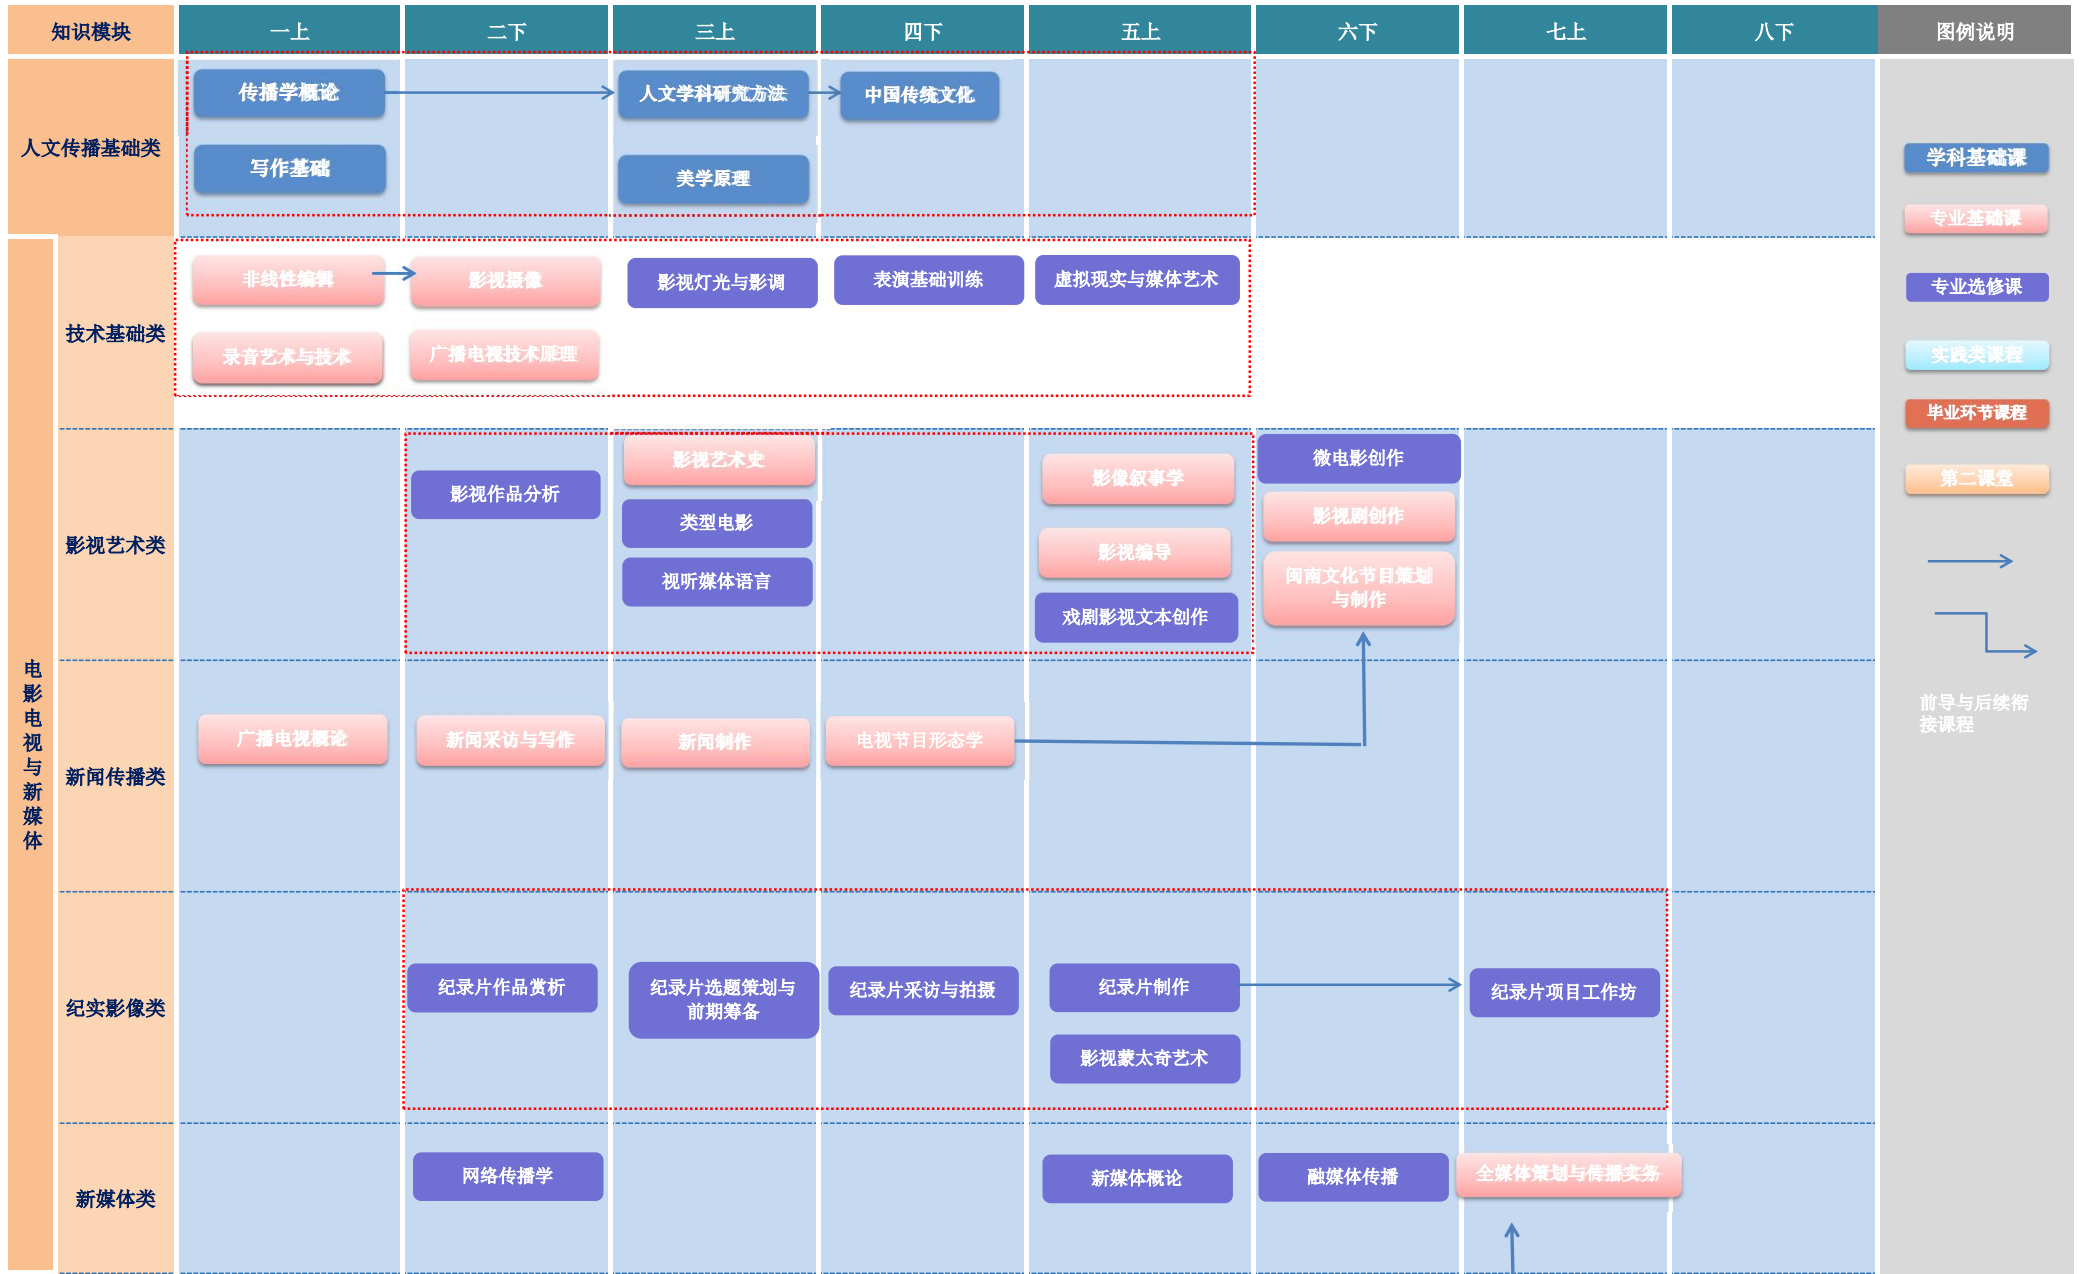 知识模块
一上
二下
三上
四下
五上
六下
七上
八下
图例说明
人文传播基础类
传播学概论
人文学科研究方法
中国传统文化
写作基础
美学原理
学科基础课
专业基础课
专业选修课
实践类课程
毕业环节课程
第二课堂
前导与后续衔
接课程
电影电视与新媒体
技术基础类
非线性编辑
影视摄像
影视灯光与影调
表演基础训练
虚拟现实与媒体艺术
录音艺术与技术
广播电视技术原理
影视艺术类
影视作品分析
影视艺术史
类型电影
视听媒体语言
影像叙事学
影视编导
戏剧影视文本创作
微电影创作
影视剧创作
闽南文化节目策划
与制作
新闻传播类
广播电视概论
新闻采访与写作
新闻制作
电视节目形态学
纪实影像类
纪录片作品赏析
纪录片选题策划与
前期筹备
纪录片采访与拍摄
纪录片制作
纪录片项目工作坊
影视蒙太奇艺术
新媒体类
网络传播学
新媒体概论
融媒体传播
全媒体策划与传播实务